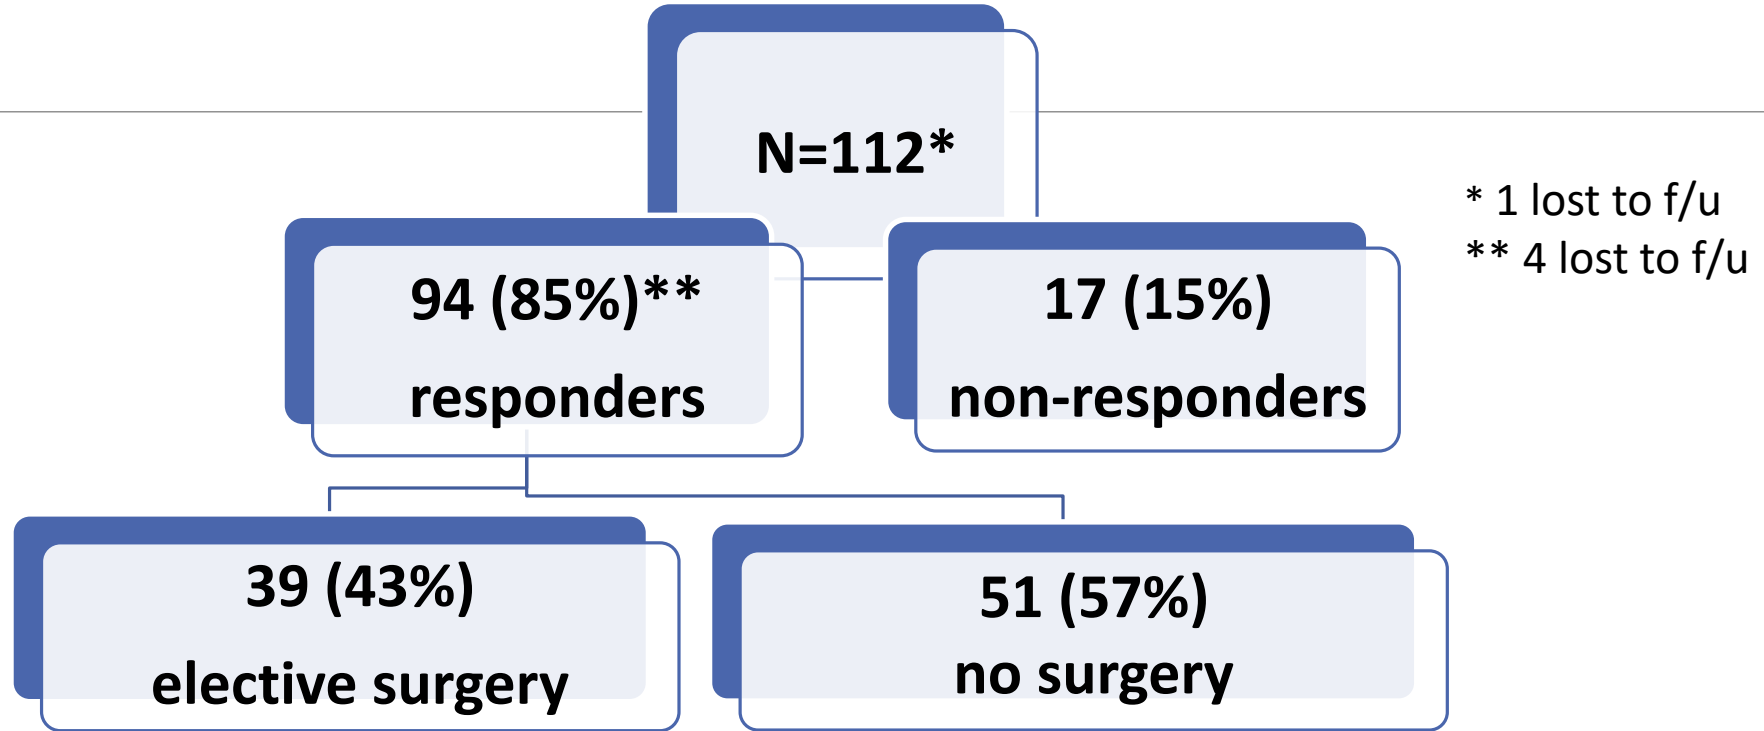 N=112*
* 1 lost to f/u
** 4 lost to f/u
94 (85%)**
responders
17 (15%)
non-responders
39 (43%)
elective surgery
51 (57%)
no surgery